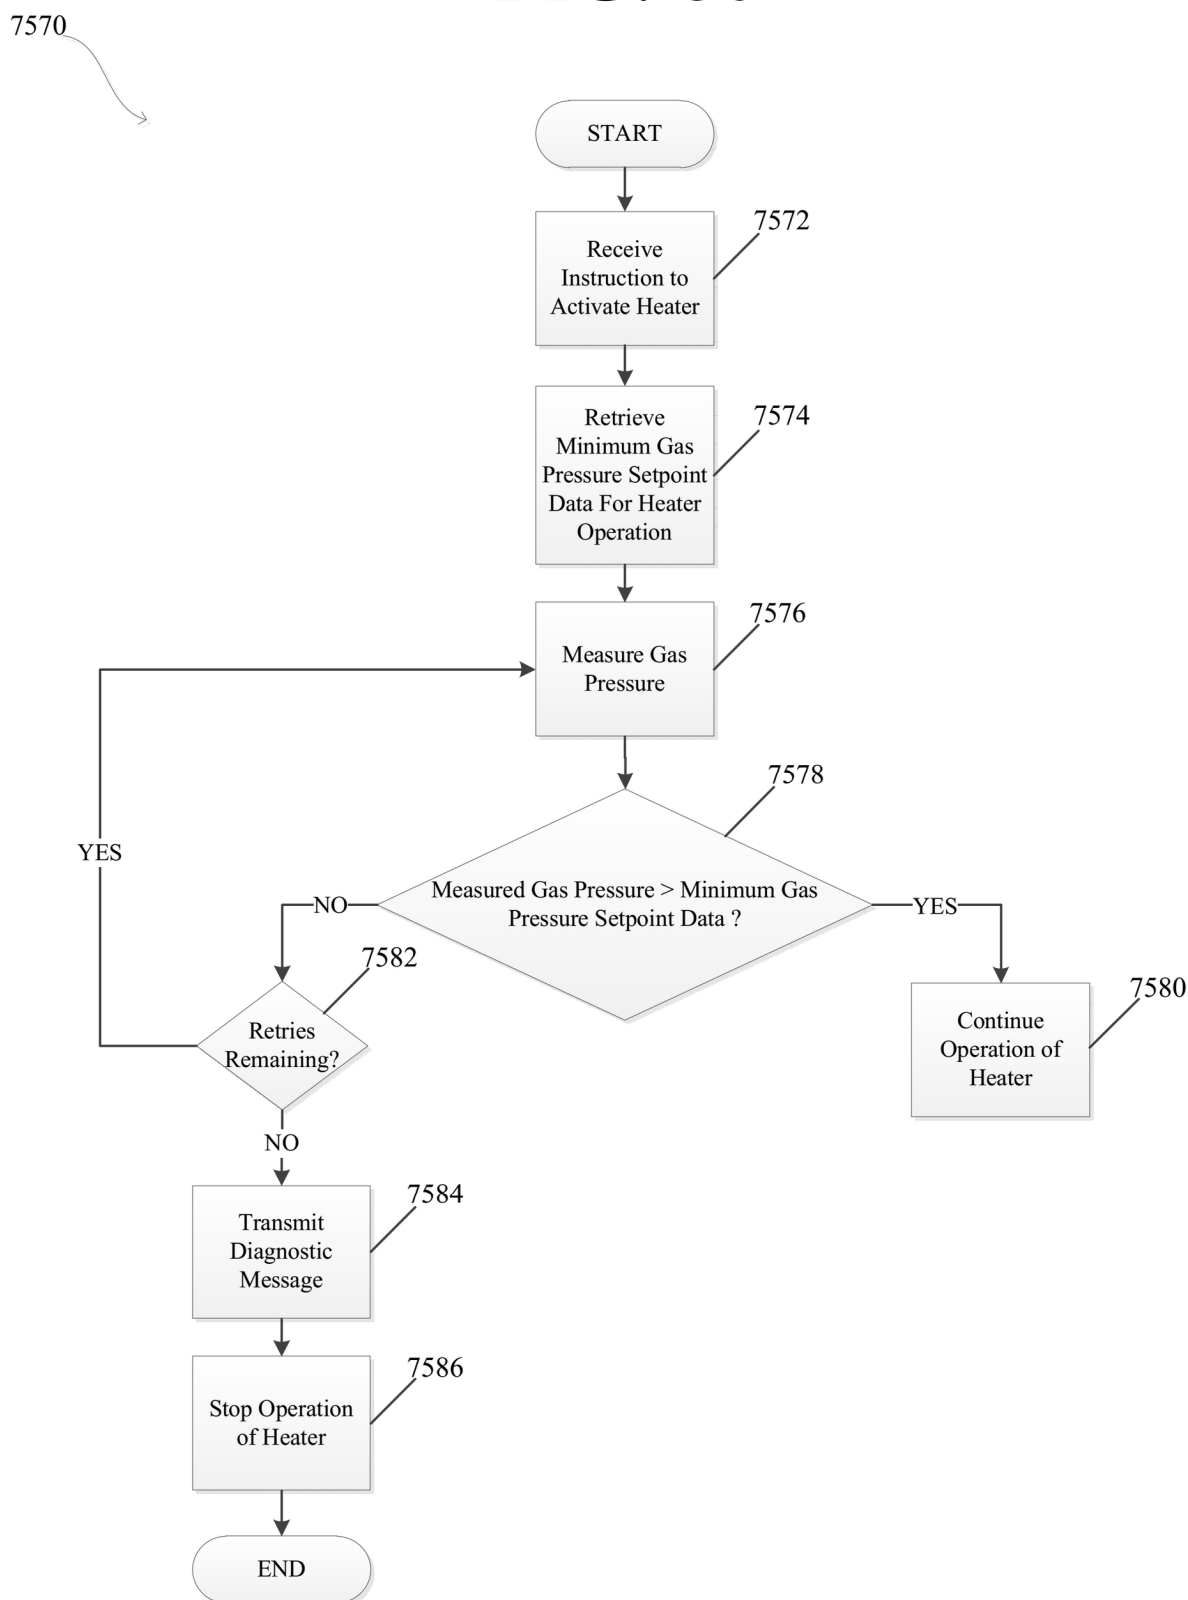 7570
START
7572
Receive
Instruction to
Activate Heater
7574
Retrieve
Minimum Gas
Pressure Setpoint
Data For Heater
Operation
7576
Measure Gas
Pressure
7578
Measured Gas Pressure > Minimum Gas
Pressure Setpoint Data ?
YES
NO
YES
7582
Retries
Remaining?
7580
Continue
Operation of
Heater
NO
7584
Transmit
Diagnostic
Message
7586
Stop Operation
of Heater
END